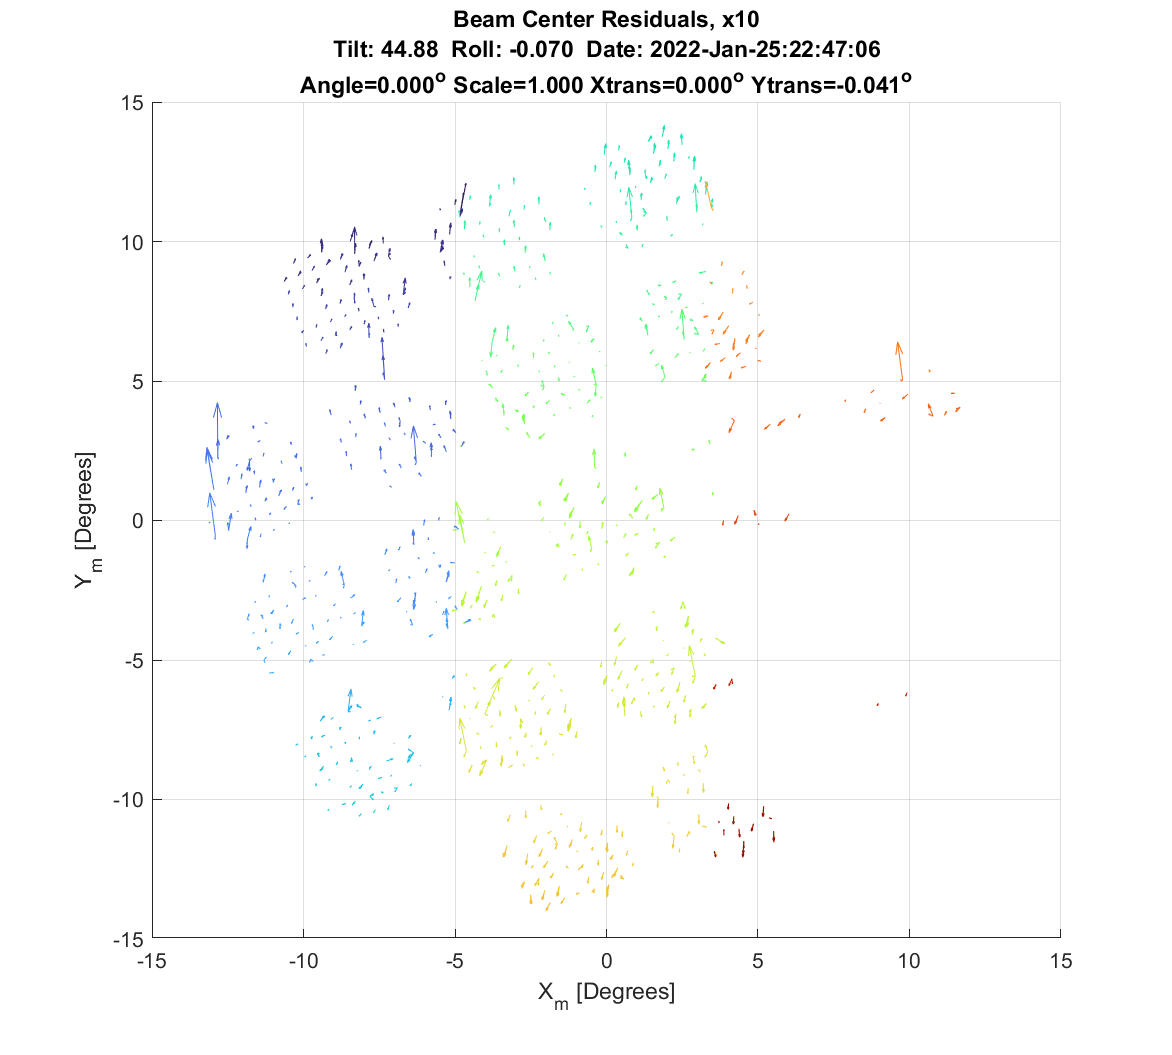 Beam Center Residuals, x10
Tilt: 44.88  Roll: -0.070  Date: 2022-Jan-25:22:47:06
Angle=0.000° Scale=1.000 Xtrans=0.000° Ytrans=-0.041°
15
10
5
0
-5
-10
-15
Y_m [Degrees]
-15 -10 -5 0 5 10 15
X_m [Degrees]